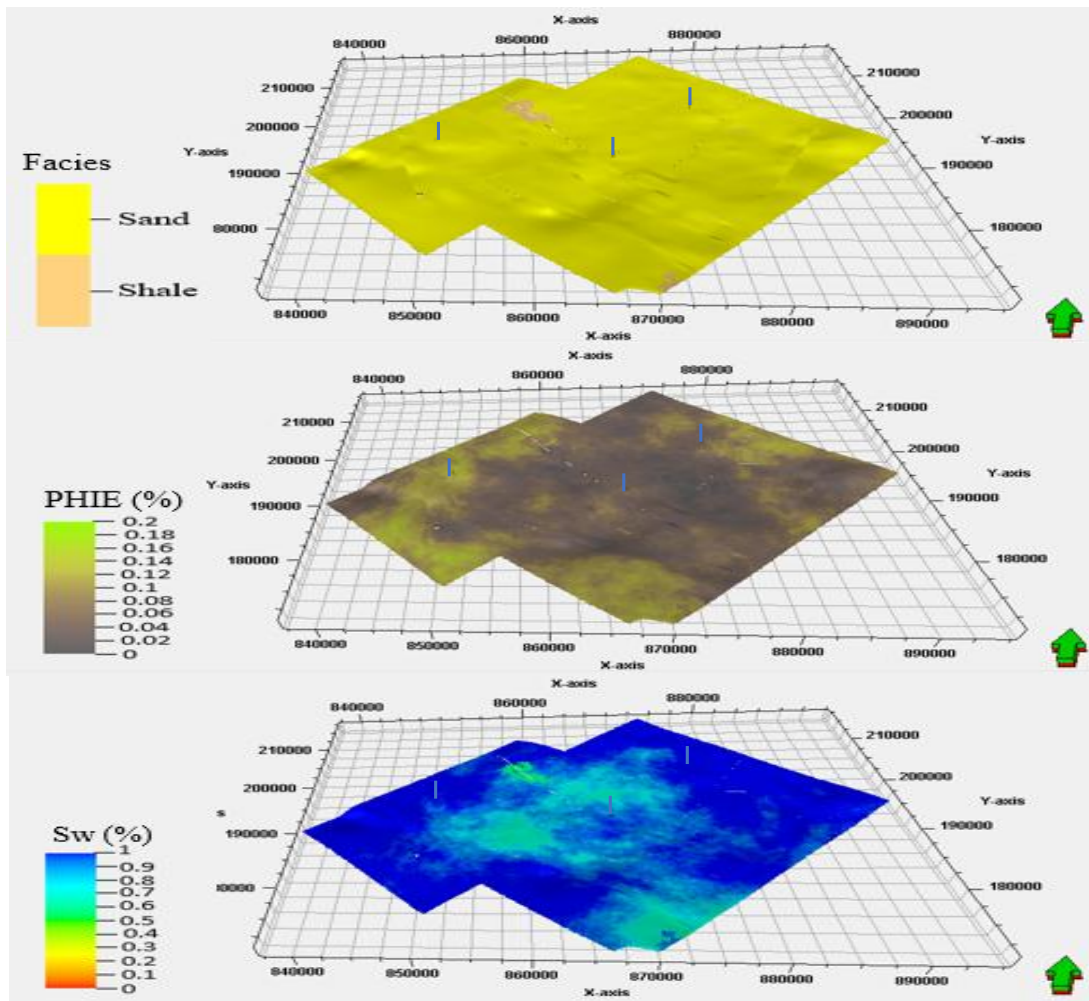 X-axis
840000 860000 880000
210000 210000
200000 200000
Y-axis Y-axis
190000 190000
80000 180000
Facies
Sand
Shale
840000 850000 860000 870000 880000 890000
X-axis
X-axis
840000 860000 880000
210000 210000
200000 200000
Y-axis Y-axis
190000 190000
180000 180000
PHIE (%)
0.2
0.18
0.16
0.14
0.12
0.1
0.08
0.06
0.04
0.02
0
840000 850000 860000 870000 880000 890000
X-axis
X-axis
840000 860000 880000
210000 210000
200000 200000
s Y-axis
190000 190000
)0000 180000
Sw (%)
1
0.9
0.8
0.7
0.6
0.5
0.4
0.3
0.2
0.1
0
840000 850000 860000 870000 880000 890000
X-axis